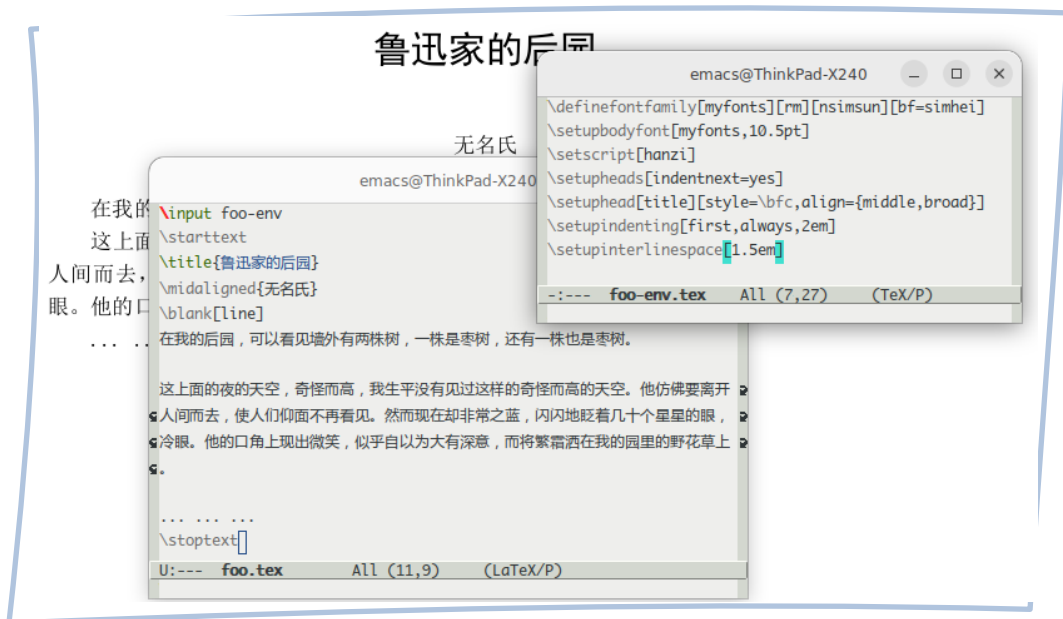 鲁迅家的后园
无名氏
在我的
这上面
人间而去，
眼。他的口
... ..
emacs@ThinkPad-X240
\definefontfamily[myfonts][rm][nsimsun][bf=simhei]
\setupbodyfont[myfonts,10.5pt]
\setscript[hanzi]
\setupheads[indentnext=yes]
\setuphead[title][style=\bfc,align={middle,broad}]
\setupindenting[first,always,2em]
\setupinterlinespace[1.5em]
-:--- foo-env.tex All (7,27) (TeX/P)
emacs@ThinkPad-X240
\input foo-env
\starttext
\title{鲁迅家的后园}
\midaligned{无名氏}
\blank[line]
在我的后园，可以看见墙外有两株树，一株是枣树，还有一株也是枣树。
这上面的夜的天空，奇怪而高，我生平没有见过这样的奇怪而高的天空。他仿佛要离开
人间而去，使人们仰面不再看见。然而现在却非常之蓝，闪闪地眨着几十个星星的眼，
冷眼。他的口角上现出微笑，似乎自以为大有深意，而将繁霜洒在我的园里的野花草上
。
... ... ...
\stoptext
U:--- foo.tex All (11,9) (LaTeX/P)